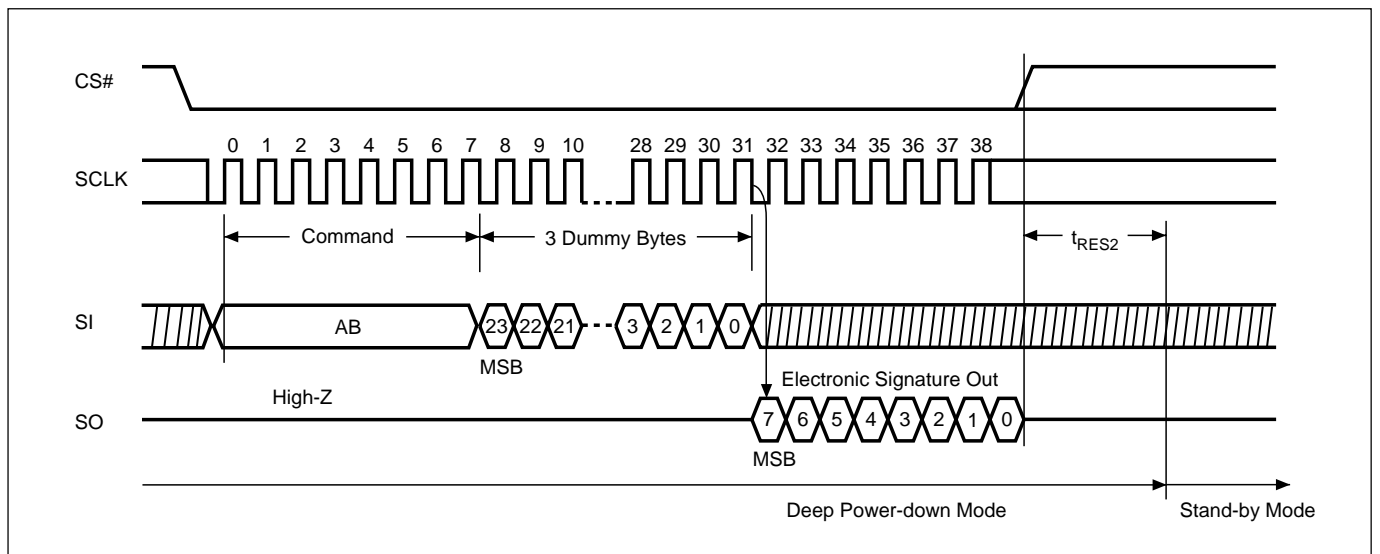 CS#
0 1 2 3 4 5 6 7 8 9 10 28 29 30 31 32 33 34 35 36 37 38
SCLK
Command 3 Dummy Bytes tRES2
SI AB 23 22 21 3 2 1 0
MSB
High-Z Electronic Signature Out
SO 7 6 5 4 3 2 1 0
MSB
Deep Power-down Mode Stand-by Mode